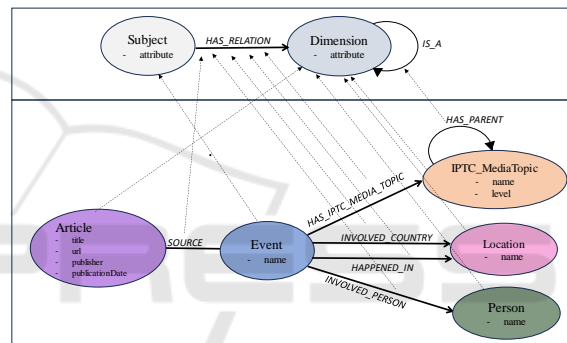 Subject
- attribute
HAS_RELATION
Dimension
- attribute
IS_A
HAS_PARENT
IPTC_MediaTopic
- name
- level
HAS_IPTC_MEDIA_TOPIC
Article
- title
- url
- publisher
- publicationDate
SOURCE
Event
- name
INVOLVED_COUNTRY
HAPPENED_IN
INVOLVED_PERSON
Location
- name
Person
- name